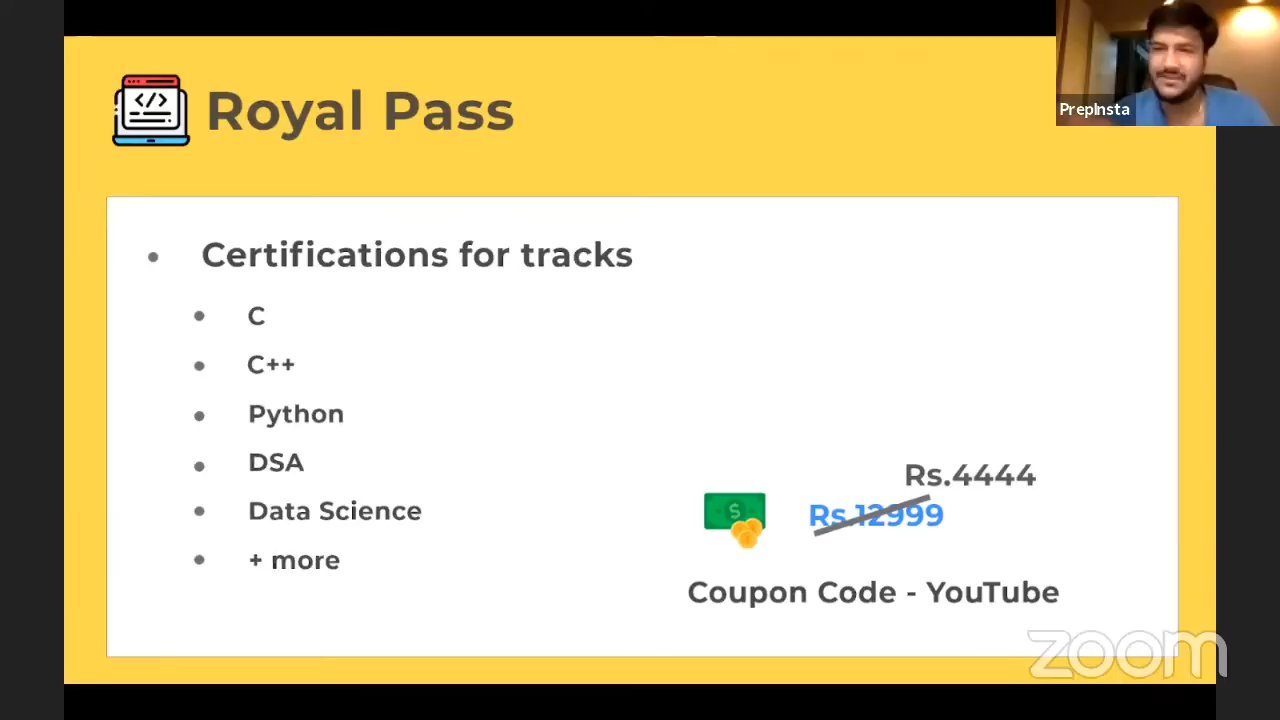 Royal Pass
PrepInsta
Certifications for tracks
C
C++
Python
DSA
Data Science
+ more
Rs.4444
Rs.12999
Coupon Code - YouTube
zoom